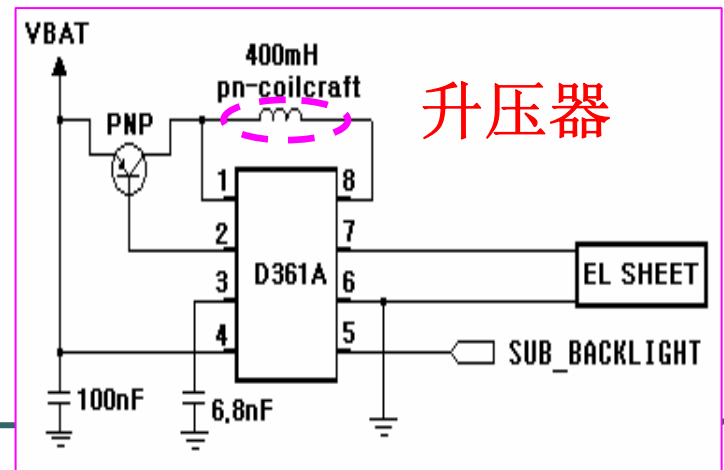 VBAT
400mH
pn-coilcraft
升压器
PNP
1
8
2
7
3
D361A
6
EL SHEET
4
5
SUB_BACKLIGHT
100nF
6,8nF